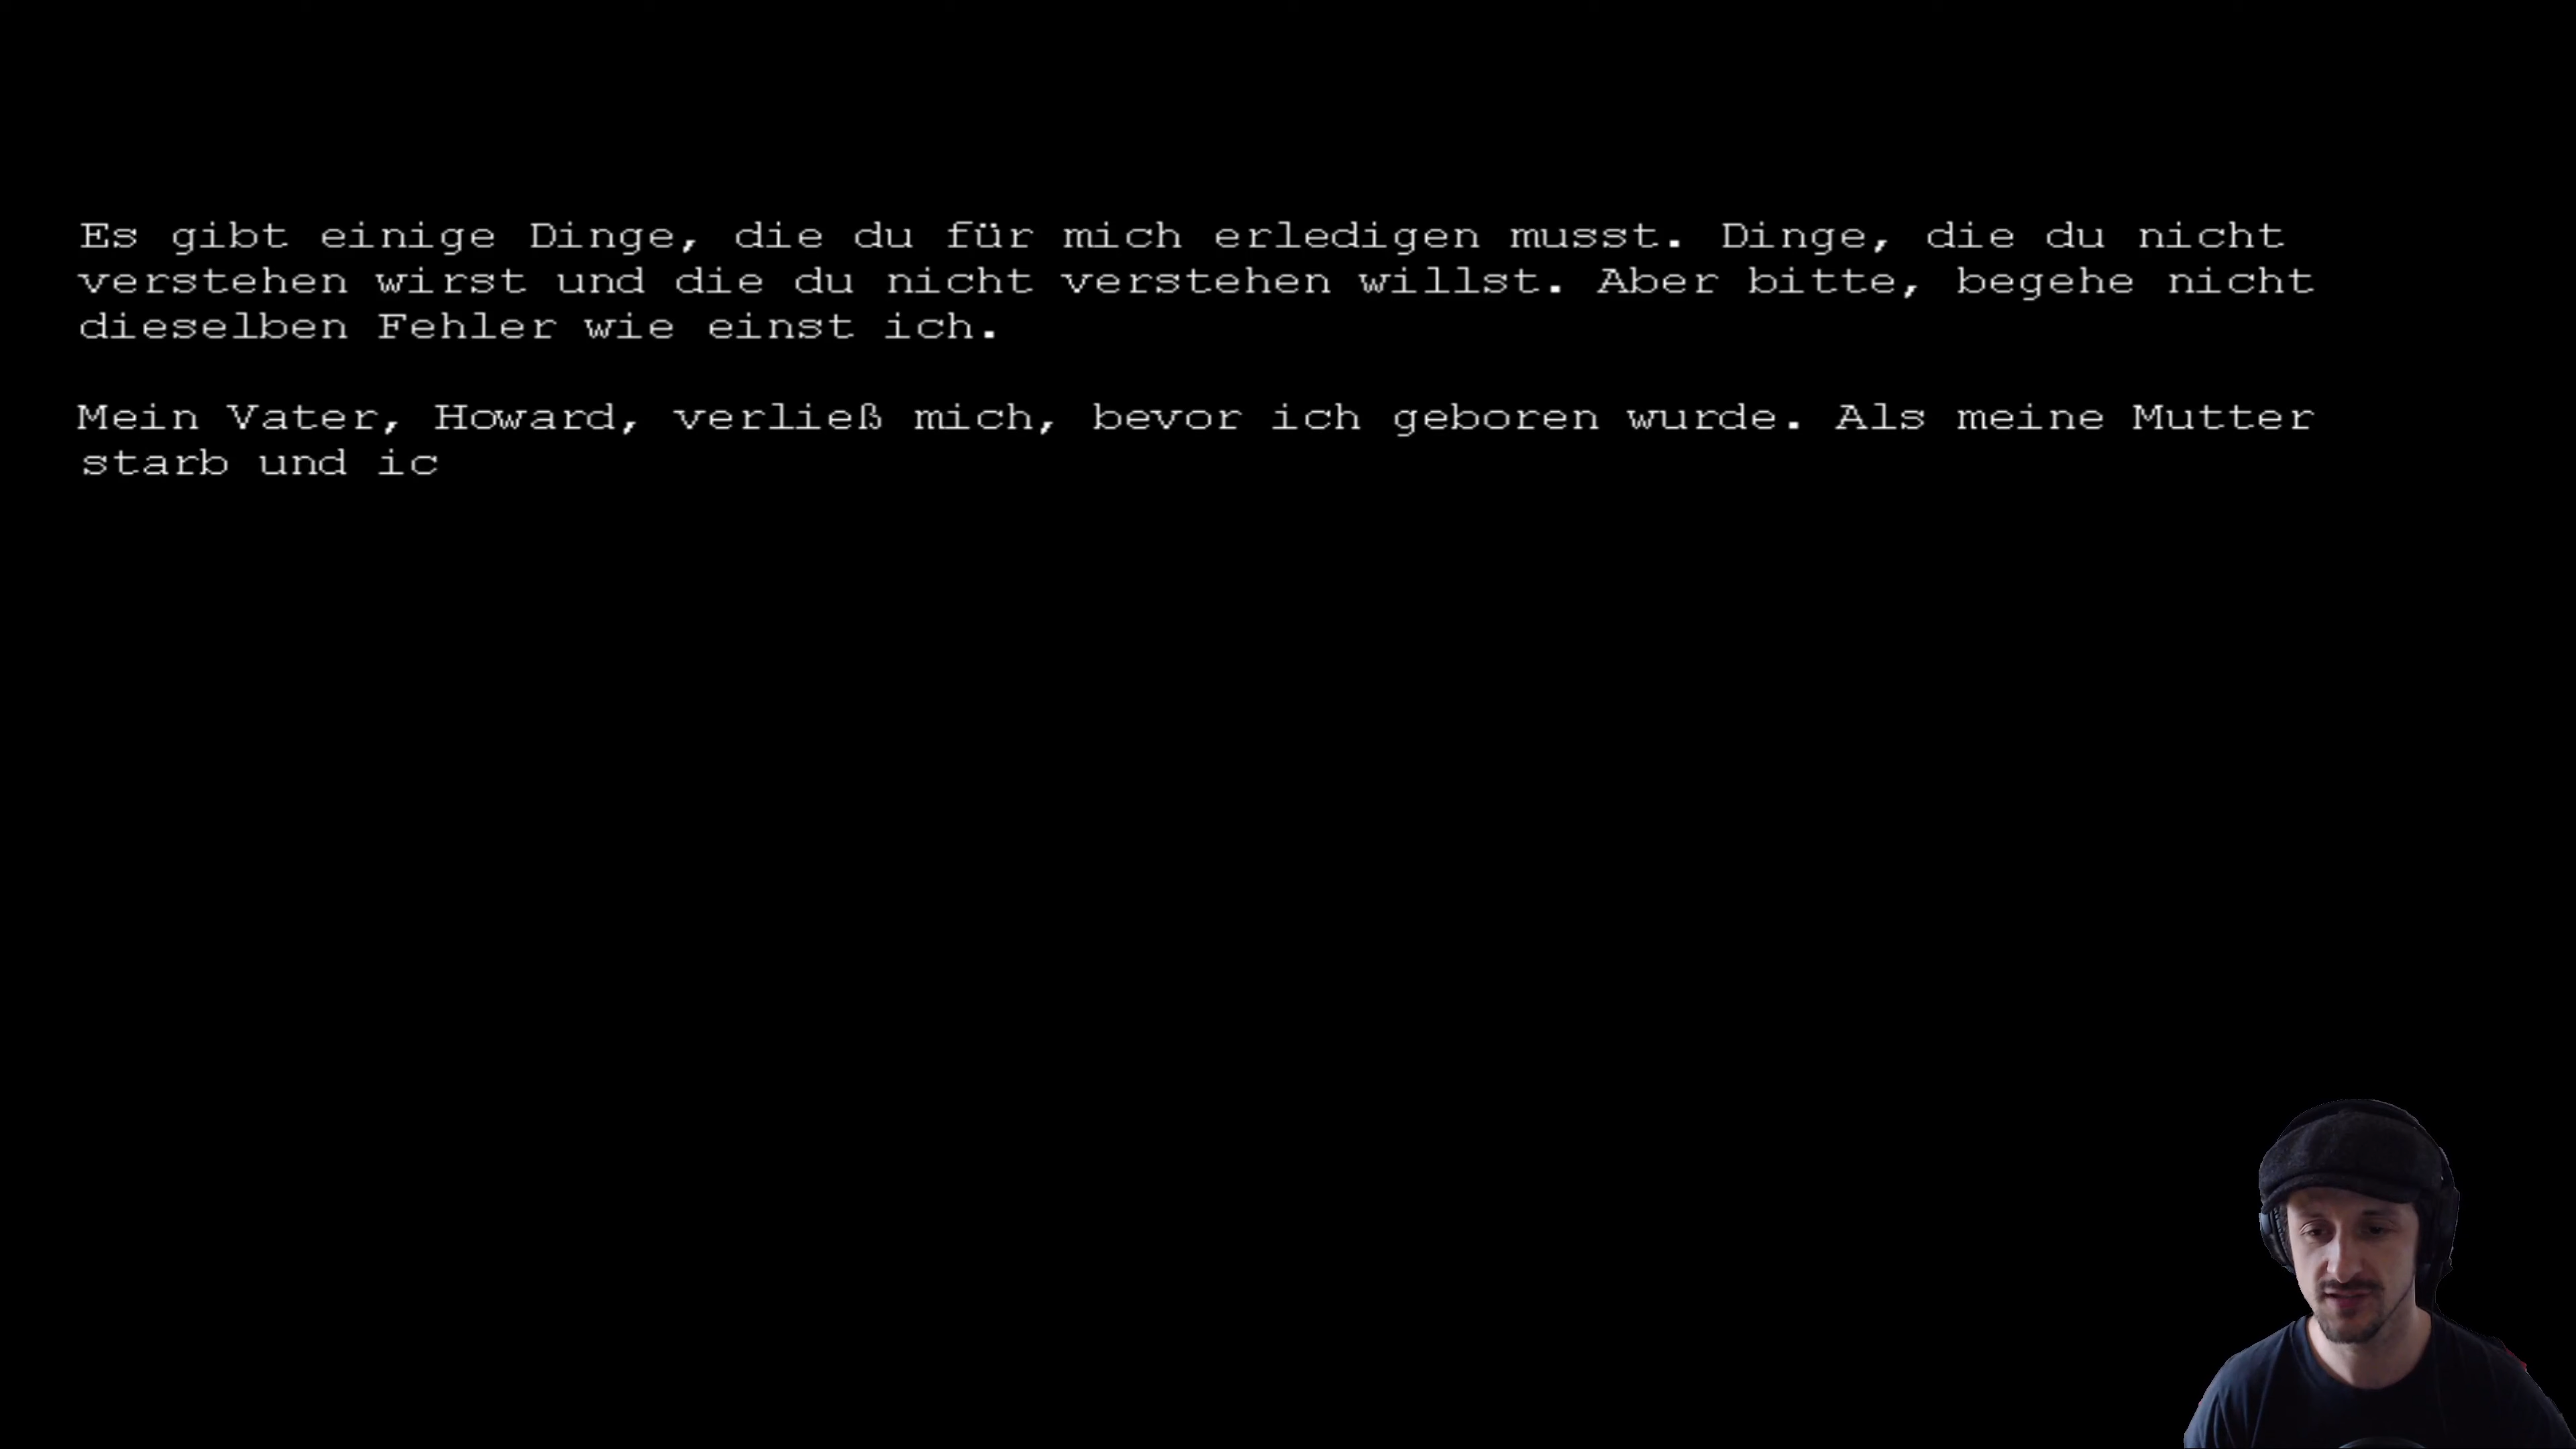 Es gibt einige Dinge, die du für mich erledigen musst. Dinge, die du nicht
verstehen wirst und die du nicht verstehen willst. Aber bitte, begehe nicht
dieselben Fehler wie einst ich.
Mein Vater, Howard, verließ mich, bevor ich geboren wurde. Als meine Mutter
starb und ic